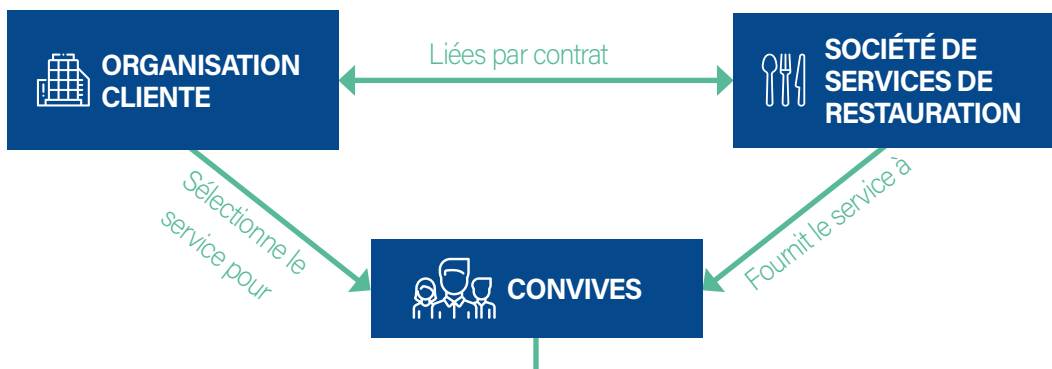 ORGANISATION
CLIENTE
Liées par contrat
SOCIÉTÉ DE
SERVICES DE
RESTAURATION
Sélectionne le
service pour
Fournit le service à
CONVIVES